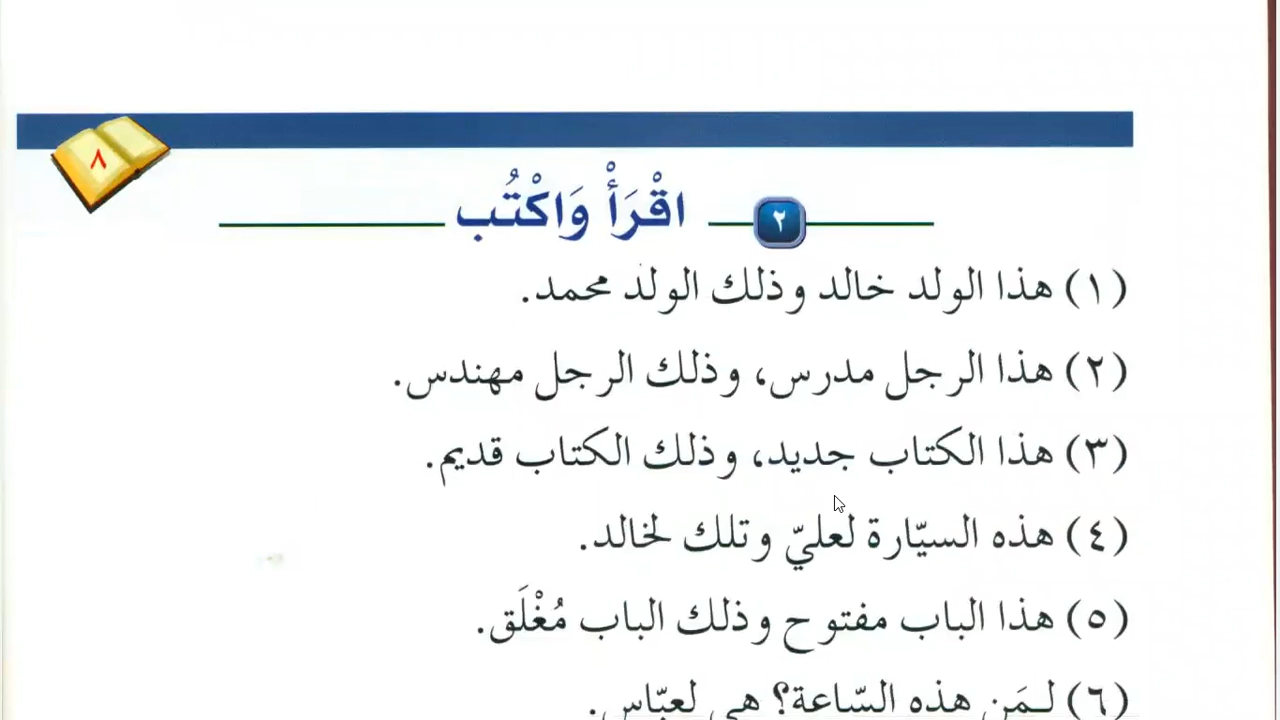 ٨
٢ اقْرَأْ وَاكْتُب
(١) هذا الولد خالد وذلك الولد محمد.
(٢) هذا الرجل مدرس، وذلك الرجل مهندس.
(٣) هذا الكتاب جديد، وذلك الكتاب قديم.
(٤) هذه السيّارة لعليّ وتلك لخالد.
(٥) هذا الباب مفتوح وذلك الباب مُغْلَق.
(٦) لـمَن هذه السّاعة؟ هي لعبّاس.